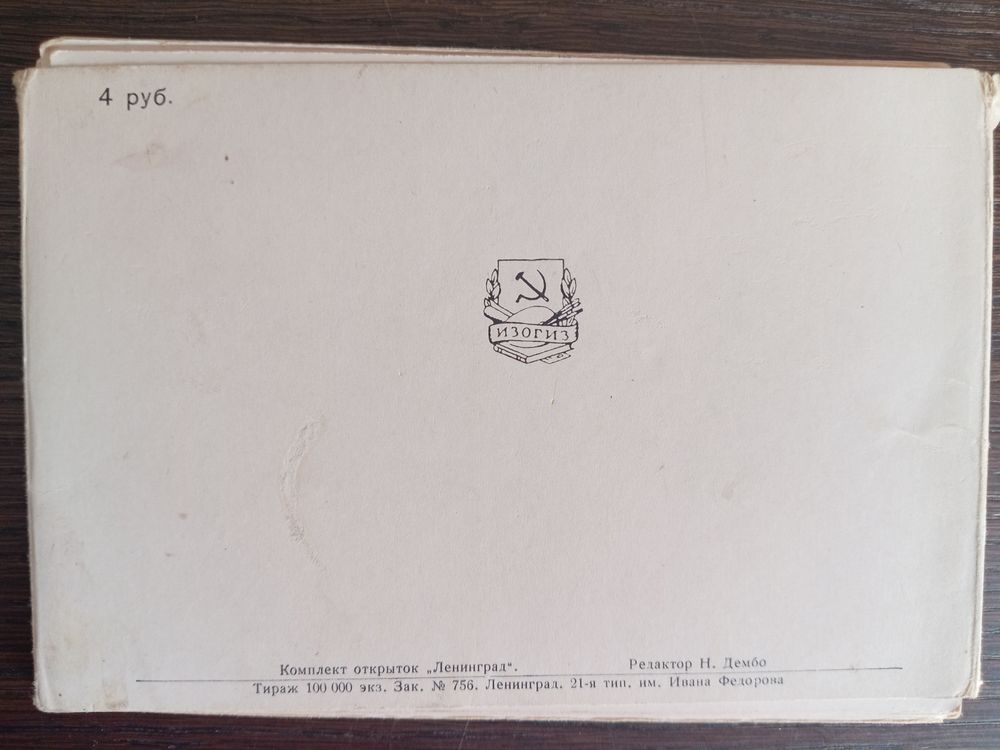 4 руб.
ИЗОГИЗ
Комплект открыток „Ленинград“. Редактор Н. Дембо
Тираж 100 000 экз. Зак. № 756. Ленинград. 21-я тип. им. Ивана Федорова